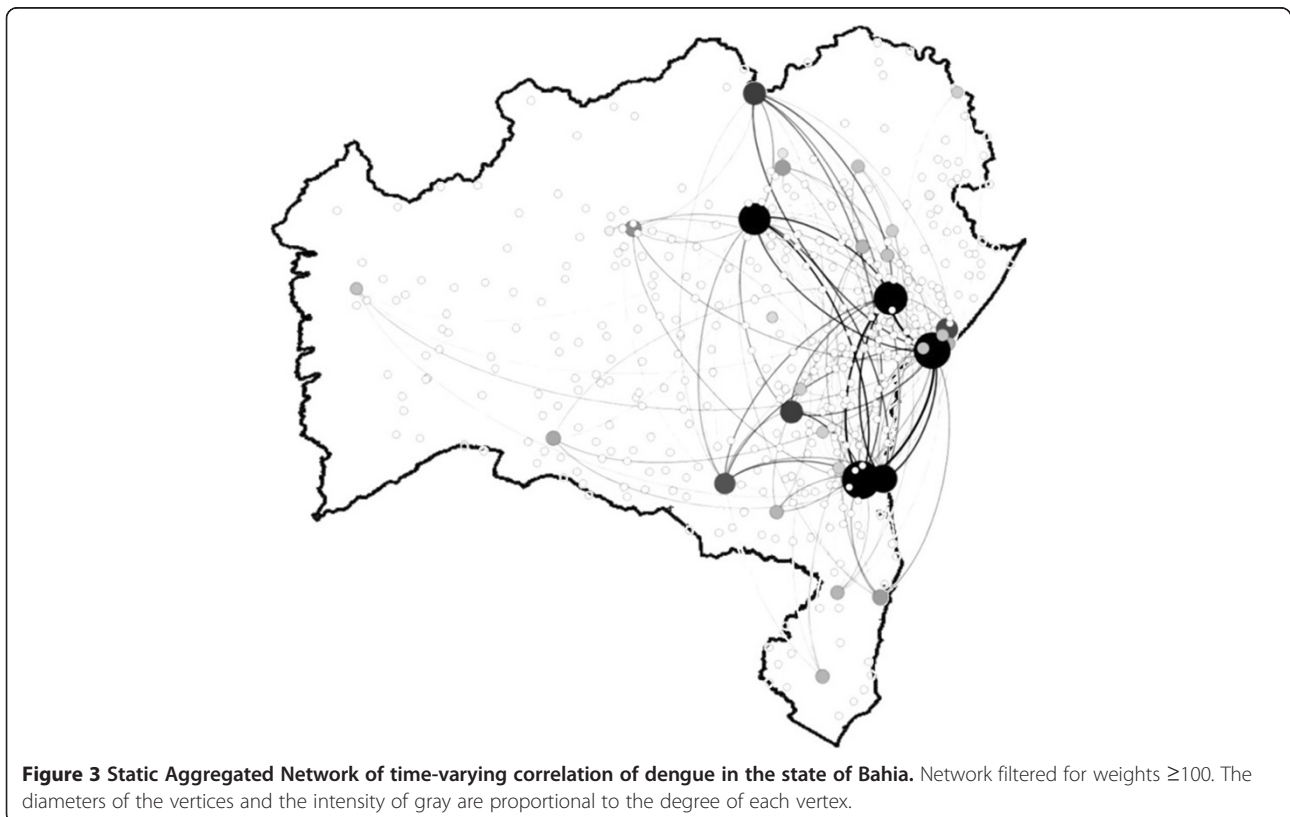 Figure 3 Static Aggregated Network of time-varying correlation of dengue in the state of Bahia. Network filtered for weights ≥100. The
diameters of the vertices and the intensity of gray are proportional to the degree of each vertex.